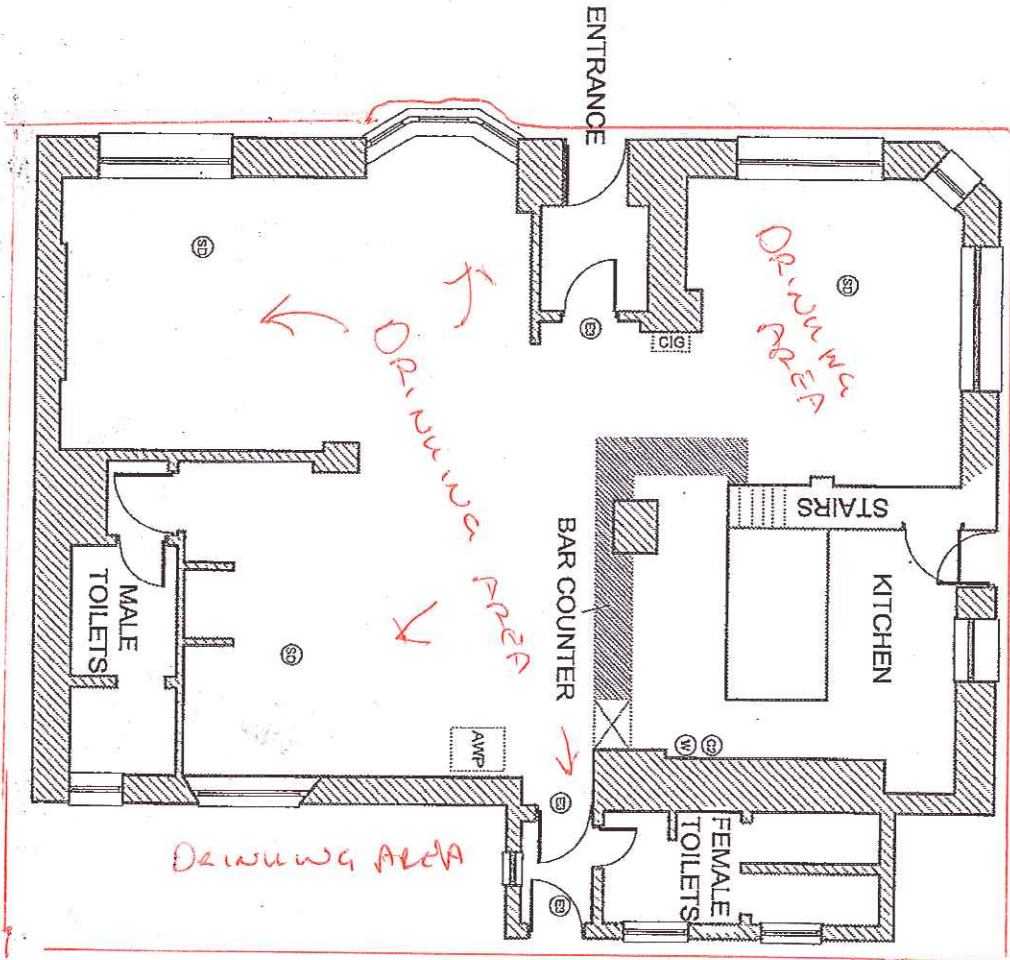 ENTRANCE
DRINKING
AREA
SD
SD
E3
CIG
DRINKING AREA
STAIRS
BAR COUNTER
KITCHEN
MALE
TOILETS
SD
AWP
W
C2
E3
FEMALE
TOILETS
DRINKING AREA
E3